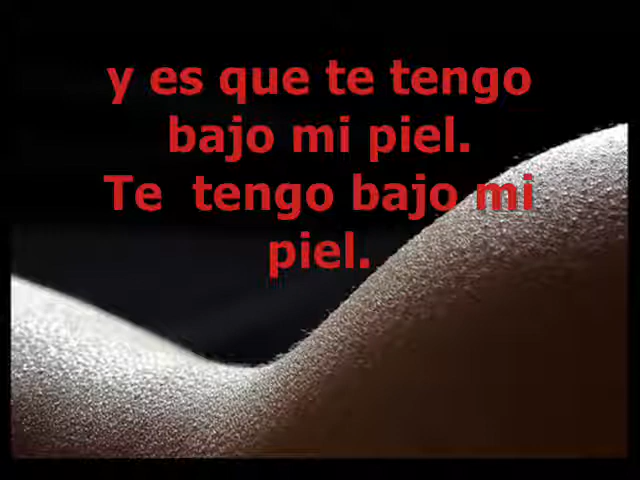 y es que te tengo
bajo mi piel.
Te tengo bajo mi
piel.